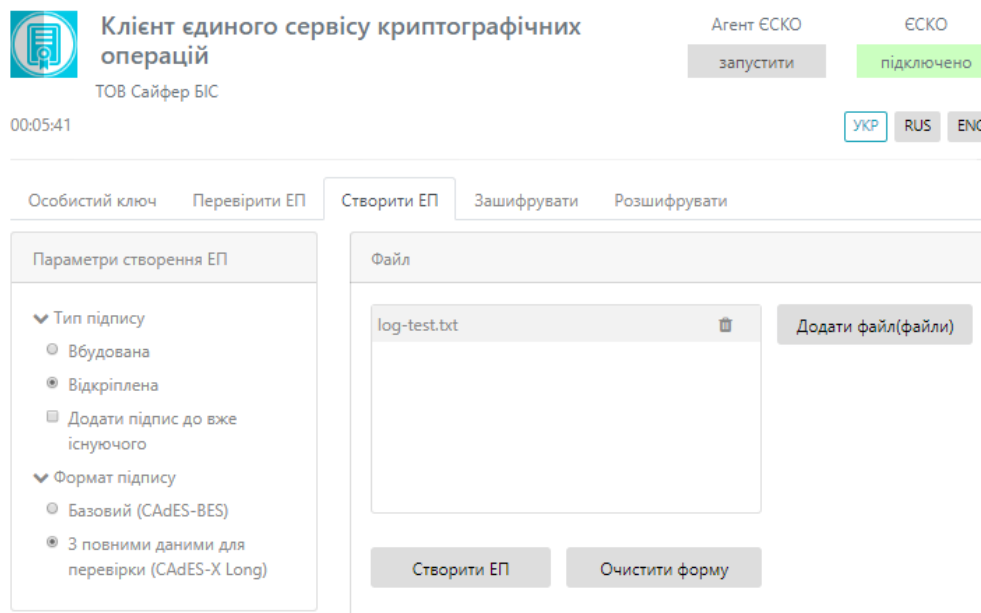 Клієнт єдиного сервісу криптографічних
операцій
ТОВ Сайфер БІС
Агент ЄСКО
ЄСКО
запустити
підключено
00:05:41
УКР
RUS
ENG
Особистий ключ
Перевірити ЕП
Створити ЕП
Зашифрувати
Розшифрувати
Параметри створення ЕП
Тип підпису
Вбудована
Відкріплена
Додати підпис до вже
існуючого
Формат підпису
Базовий (CAdES-BES)
З повними даними для
перевірки (CAdES-X Long)
Файл
log-test.txt
Додати файл(файли)
Створити ЕП
Очистити форму